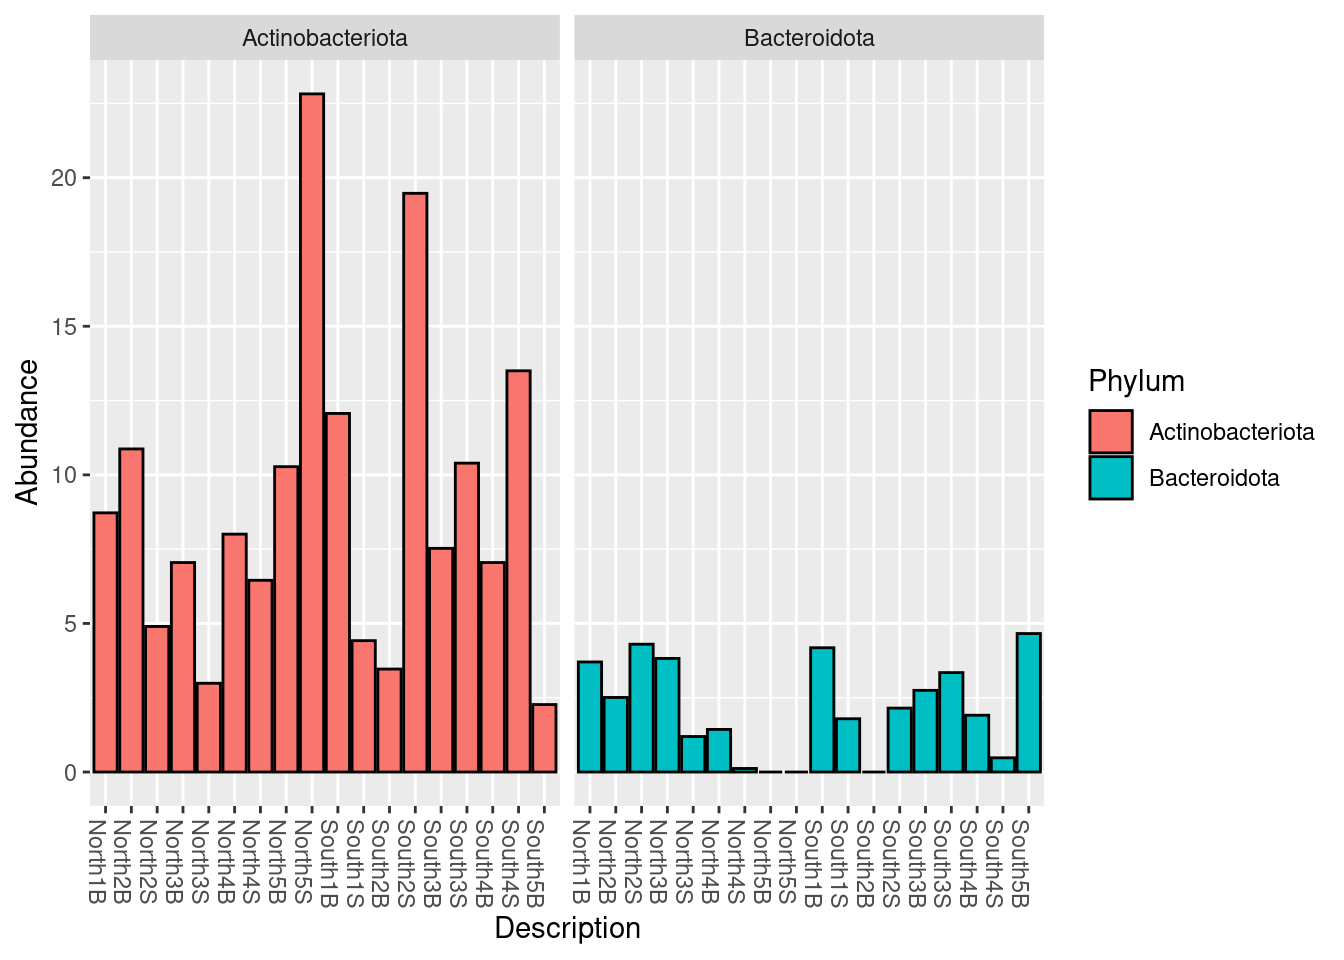 Actinobacteriota
Bacteroidota
Abundance
20
15
10
5
0
North1B
North2B
North2S
North3B
North3S
North4B
North4S
North5B
North5S
South1B
South1S
South2B
South2S
South3B
South3S
South4B
South4S
South5B
North1B
North2B
North2S
North3B
North3S
North4B
North4S
North5B
North5S
South1B
South1S
South2B
South2S
South3B
South3S
South4B
South4S
South5B
Description
Phylum
Actinobacteriota
Bacteroidota